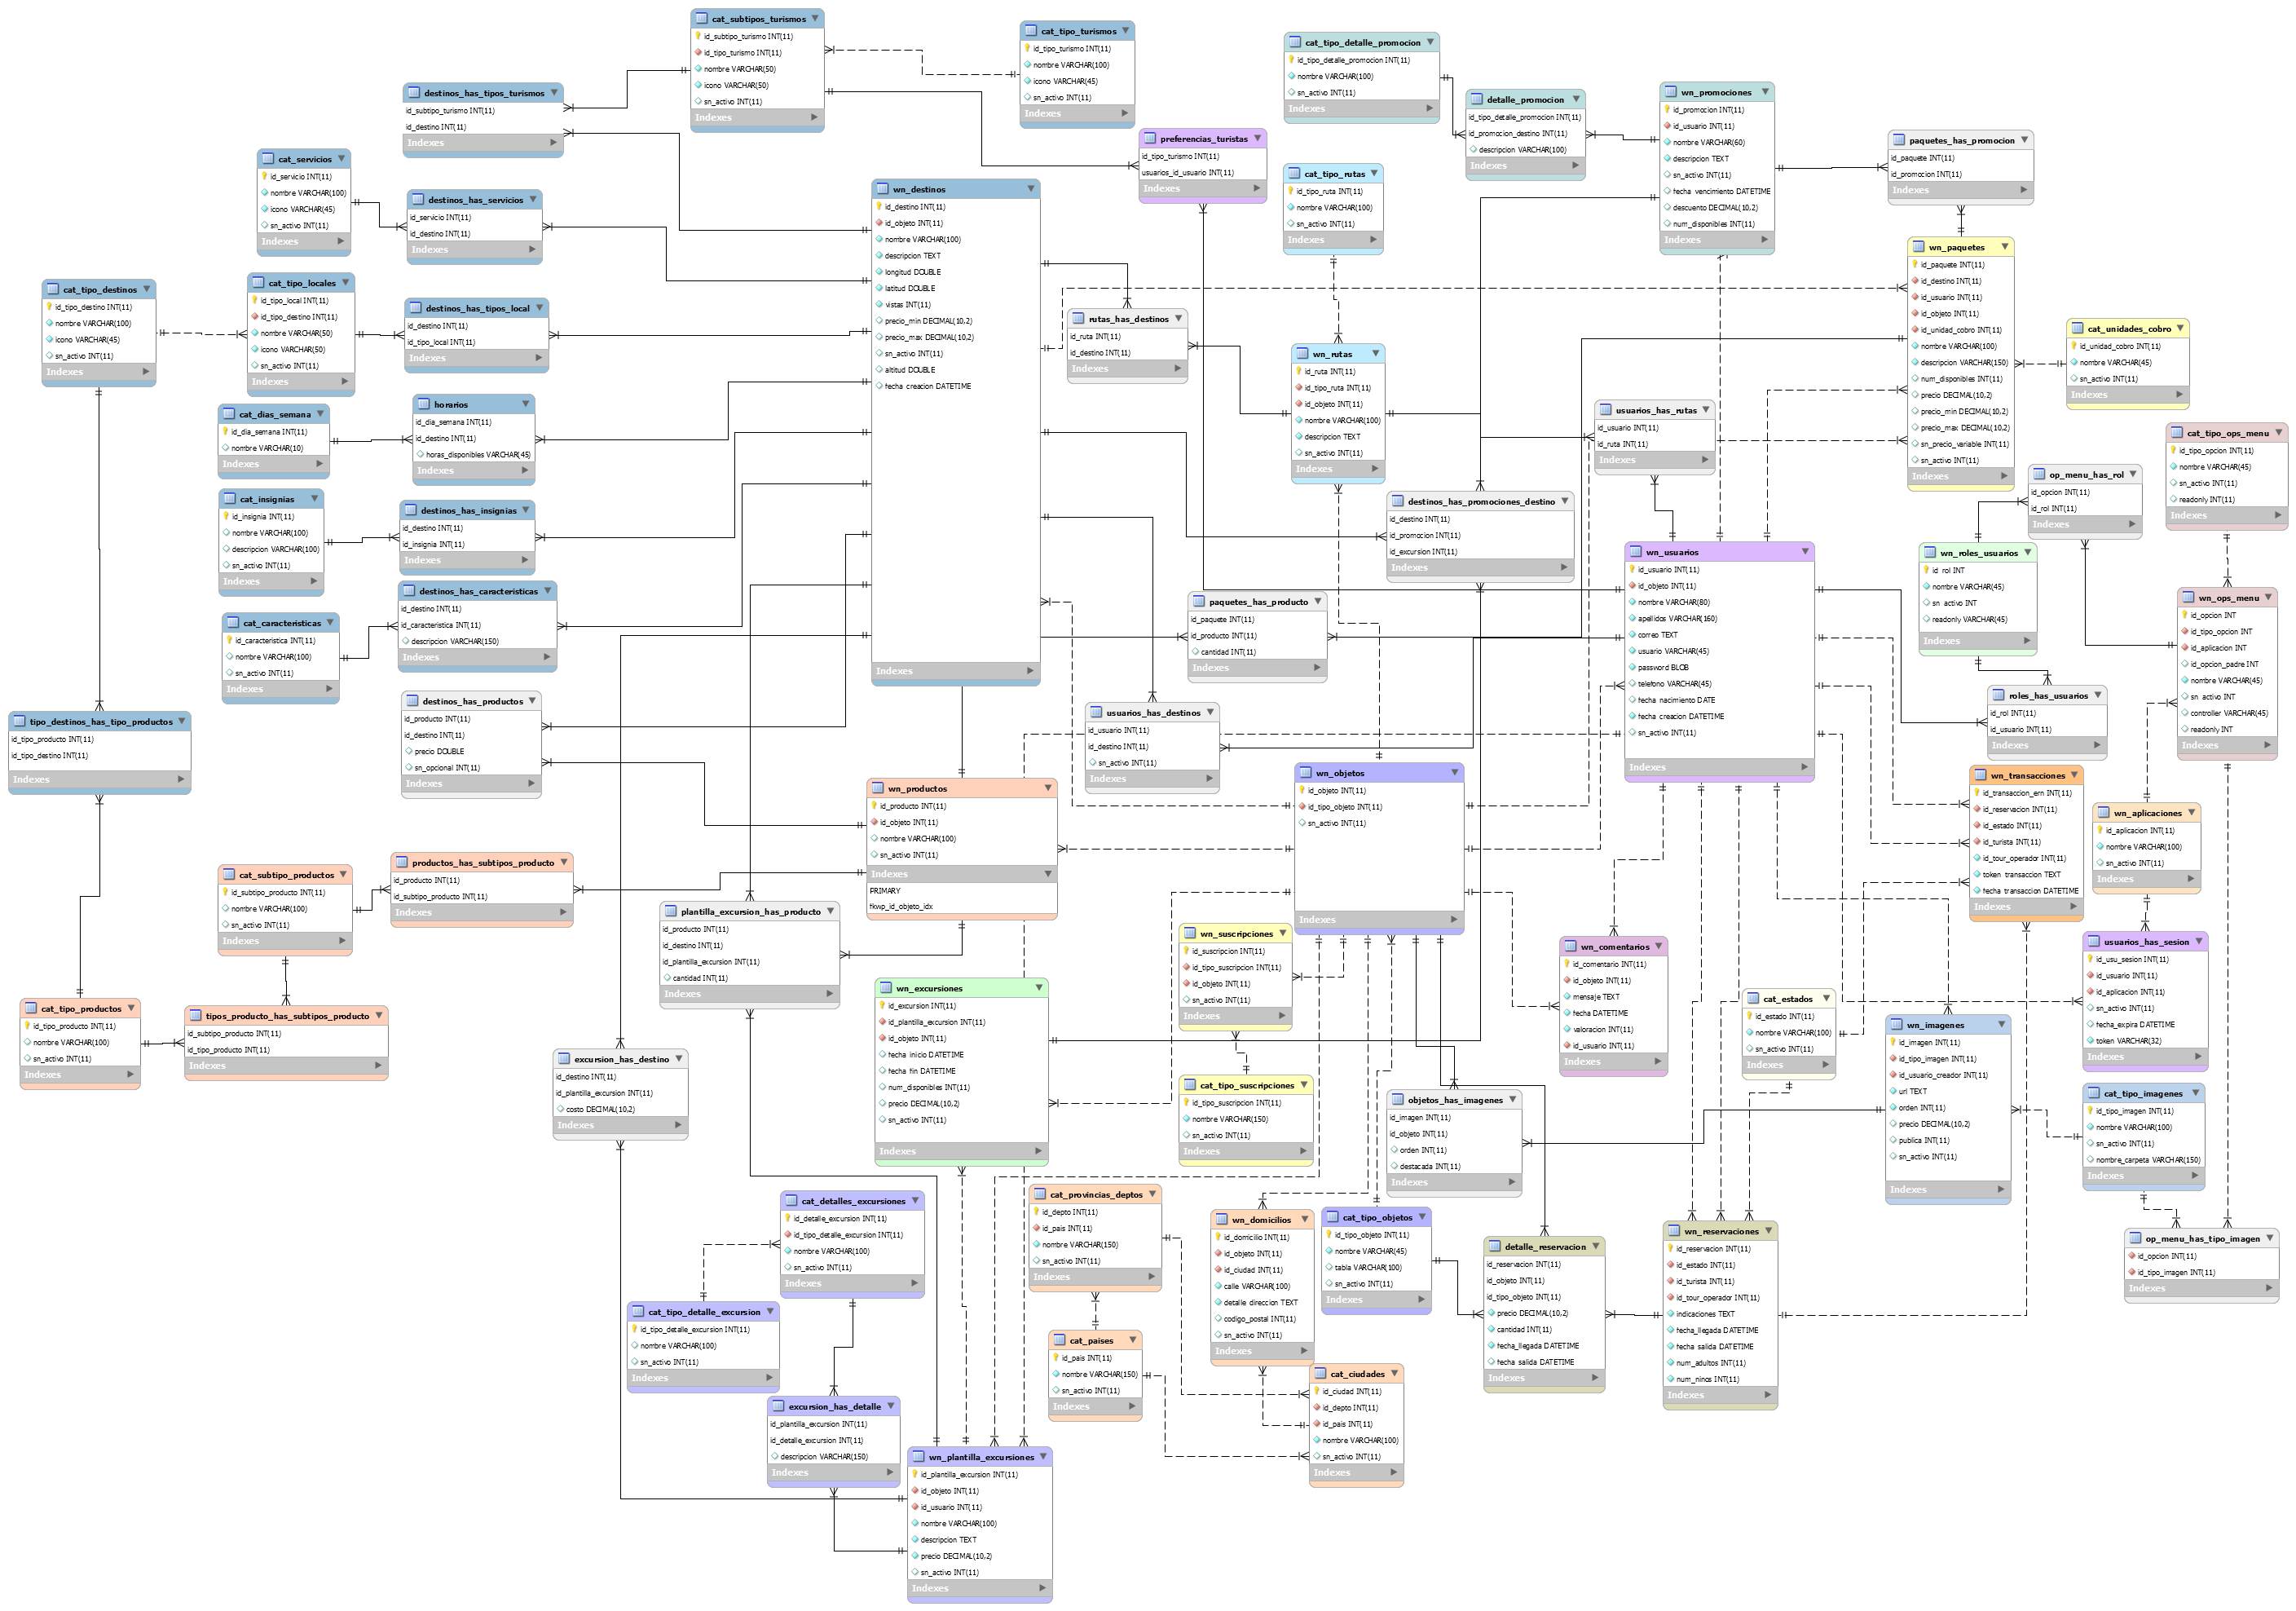 cat_subtipos_turismos
id_subtipo_turismo INT(11)
id_tipo_turismo INT(11)
nombre VARCHAR(50)
icono VARCHAR(50)
sn_activo INT(11)
Indexes
cat_tipo_turismos
id_tipo_turismo INT(11)
nombre VARCHAR(100)
icono VARCHAR(45)
sn_activo INT(11)
Indexes
cat_tipo_detalle_promocion
id_tipo_detalle_promocion INT(11)
nombre VARCHAR(100)
sn_activo INT(11)
Indexes
destinos_has_tipos_turismos
id_subtipo_turismo INT(11)
id_destino INT(11)
Indexes
detalle_promocion
id_tipo_detalle_promocion INT(11)
id_promocion_destino INT(11)
descripcion VARCHAR(100)
Indexes
wn_promociones
id_promocion INT(11)
id_usuario INT(11)
nombre VARCHAR(60)
descripcion TEXT
sn_activo INT(11)
fecha_vencimiento DATETIME
descuento DECIMAL(10,2)
num_disponibles INT(11)
Indexes
preferencias_turistas
id_tipo_turismo INT(11)
usuarios_id_usuario INT(11)
Indexes
paquetes_has_promocion
id_paquete INT(11)
id_promocion INT(11)
Indexes
cat_servicios
id_servicio INT(11)
nombre VARCHAR(100)
icono VARCHAR(45)
sn_activo INT(11)
Indexes
cat_tipo_rutas
id_tipo_ruta INT(11)
nombre VARCHAR(100)
sn_activo INT(11)
Indexes
destinos_has_servicios
id_servicio INT(11)
id_destino INT(11)
Indexes
wn_destinos
id_destino INT(11)
id_objeto INT(11)
nombre VARCHAR(100)
descripcion TEXT
longitud DOUBLE
latitud DOUBLE
vistas INT(11)
precio_min DECIMAL(10,2)
precio_max DECIMAL(10,2)
sn_activo INT(11)
altitud DOUBLE
fecha_creacion DATETIME
Indexes
wn_paquetes
id_paquete INT(11)
id_destino INT(11)
id_usuario INT(11)
id_objeto INT(11)
id_unidad_cobro INT(11)
nombre VARCHAR(100)
descripcion VARCHAR(150)
num_disponibles INT(11)
precio DECIMAL(10,2)
precio_min DECIMAL(10,2)
precio_max DECIMAL(10,2)
sn_precio_variable INT(11)
sn_activo INT(11)
Indexes
cat_tipo_destinos
id_tipo_destino INT(11)
nombre VARCHAR(100)
icono VARCHAR(45)
sn_activo INT(11)
Indexes
cat_tipo_locales
id_tipo_local INT(11)
id_tipo_destino INT(11)
nombre VARCHAR(50)
icono VARCHAR(50)
sn_activo INT(11)
Indexes
destinos_has_tipos_local
id_destino INT(11)
id_tipo_local INT(11)
Indexes
rutas_has_destinos
id_ruta INT(11)
id_destino INT(11)
Indexes
cat_unidades_cobro
id_unidad_cobro INT(11)
nombre VARCHAR(45)
sn_activo INT(11)
Indexes
wn_rutas
id_ruta INT(11)
id_tipo_ruta INT(11)
id_objeto INT(11)
nombre VARCHAR(100)
descripcion TEXT
sn_activo INT(11)
Indexes
cat_dias_semana
id_dia_semana INT(11)
nombre VARCHAR(10)
Indexes
horarios
id_dia_semana INT(11)
id_destino INT(11)
horas_disponibles VARCHAR(45)
Indexes
usuarios_has_rutas
id_usuario INT(11)
id_ruta INT(11)
Indexes
cat_tipo_ops_menu
id_tipo_opcion INT(11)
nombre VARCHAR(45)
sn_activo INT(11)
readonly INT(11)
Indexes
op_menu_has_rol
id_opcion INT(11)
id_rol INT(11)
Indexes
cat_insignias
id_insignia INT(11)
nombre VARCHAR(100)
descripcion VARCHAR(100)
sn_activo INT(11)
Indexes
destinos_has_insignias
id_destino INT(11)
id_insignia INT(11)
Indexes
destinos_has_promociones_destino
id_destino INT(11)
id_promocion INT(11)
id_excursion INT(11)
Indexes
wn_usuarios
id_usuario INT(11)
id_objeto INT(11)
nombre VARCHAR(80)
apellidos VARCHAR(160)
correo TEXT
usuario VARCHAR(45)
password BLOB
telefono VARCHAR(45)
fecha_nacimiento DATE
fecha_creacion DATETIME
sn_activo INT(11)
Indexes
wn_roles_usuarios
id_rol INT
nombre VARCHAR(45)
sn_activo INT
readonly VARCHAR(45)
Indexes
destinos_has_caracteristicas
id_destino INT(11)
id_caracteristica INT(11)
descripcion VARCHAR(150)
Indexes
wn_ops_menu
id_opcion INT
id_tipo_opcion INT
id_aplicacion INT
id_opcion_padre INT
nombre VARCHAR(45)
sn_activo INT
controller VARCHAR(45)
readonly INT
Indexes
paquetes_has_producto
id_paquete INT(11)
id_producto INT(11)
cantidad INT(11)
Indexes
cat_caracteristicas
id_caracteristica INT(11)
nombre VARCHAR(100)
sn_activo INT(11)
Indexes
destinos_has_productos
id_producto INT(11)
id_destino INT(11)
precio DOUBLE
sn_opcional INT(11)
Indexes
roles_has_usuarios
id_rol INT(11)
id_usuario INT(11)
Indexes
usuarios_has_destinos
id_usuario INT(11)
id_destino INT(11)
sn_activo INT(11)
Indexes
tipo_destinos_has_tipo_productos
id_tipo_producto INT(11)
id_tipo_destino INT(11)
Indexes
wn_objetos
id_objeto INT(11)
id_tipo_objeto INT(11)
sn_activo INT(11)
Indexes
wn_transacciones
id_transaccion_ern INT(11)
id_reservacion INT(11)
id_estado INT(11)
id_turista INT(11)
id_tour_operador INT(11)
token_transaccion TEXT
fecha_transaccion DATETIME
Indexes
wn_productos
id_producto INT(11)
id_objeto INT(11)
nombre VARCHAR(100)
sn_activo INT(11)
Indexes
PRIMARY
fkwp_id_objeto_idx
wn_aplicaciones
id_aplicacion INT(11)
nombre VARCHAR(100)
sn_activo INT(11)
Indexes
productos_has_subtipos_producto
id_producto INT(11)
id_subtipo_producto INT(11)
Indexes
cat_subtipo_productos
id_subtipo_producto INT(11)
nombre VARCHAR(100)
sn_activo INT(11)
Indexes
plantilla_excursion_has_producto
id_producto INT(11)
id_destino INT(11)
id_plantilla_excursion INT(11)
cantidad INT(11)
Indexes
wn_suscripciones
id_suscripcion INT(11)
id_tipo_suscripcion INT(11)
id_objeto INT(11)
sn_activo INT(11)
Indexes
wn_comentarios
id_comentario INT(11)
id_objeto INT(11)
mensaje TEXT
fecha DATETIME
valoracion INT(11)
id_usuario INT(11)
Indexes
usuarios_has_sesion
id_usu_sesion INT(11)
id_usuario INT(11)
id_aplicacion INT(11)
sn_activo INT(11)
fecha_expira DATETIME
token VARCHAR(32)
Indexes
wn_excursiones
id_excursion INT(11)
id_plantilla_excursion INT(11)
id_objeto INT(11)
fecha_inicio DATETIME
fecha_fin DATETIME
num_disponibles INT(11)
precio DECIMAL(10,2)
sn_activo INT(11)
Indexes
cat_estados
id_estado INT(11)
nombre VARCHAR(100)
sn_activo INT(11)
Indexes
cat_tipo_productos
id_tipo_producto INT(11)
nombre VARCHAR(100)
sn_activo INT(11)
Indexes
tipos_producto_has_subtipos_producto
id_subtipo_producto INT(11)
id_tipo_producto INT(11)
Indexes
wn_imagenes
id_imagen INT(11)
id_tipo_imagen INT(11)
id_usuario_creador INT(11)
url TEXT
orden INT(11)
precio DECIMAL(10,2)
publica INT(11)
sn_activo INT(11)
Indexes
excursion_has_destino
id_destino INT(11)
id_plantilla_excursion INT(11)
costo DECIMAL(10,2)
Indexes
cat_tipo_suscripciones
id_tipo_suscripcion INT(11)
nombre VARCHAR(150)
sn_activo INT(11)
Indexes
objetos_has_imagenes
id_imagen INT(11)
id_objeto INT(11)
orden INT(11)
destacada INT(11)
Indexes
cat_tipo_imagenes
id_tipo_imagen INT(11)
nombre VARCHAR(100)
sn_activo INT(11)
nombre_carpeta VARCHAR(150)
Indexes
cat_detalles_excursiones
id_detalle_excursion INT(11)
id_tipo_detalle_excursion INT(11)
nombre VARCHAR(100)
sn_activo INT(11)
Indexes
cat_provincias_deptos
id_depto INT(11)
id_pais INT(11)
nombre VARCHAR(150)
sn_activo INT(11)
Indexes
wn_domicilios
id_domicilio INT(11)
id_objeto INT(11)
id_ciudad INT(11)
calle VARCHAR(100)
detalle_direccion TEXT
codigo_postal INT(11)
sn_activo INT(11)
Indexes
cat_tipo_objetos
id_tipo_objeto INT(11)
nombre VARCHAR(45)
tabla VARCHAR(100)
sn_activo INT(11)
Indexes
detalle_reservacion
id_reservacion INT(11)
id_objeto INT(11)
id_tipo_objeto INT(11)
precio DECIMAL(10,2)
cantidad INT(11)
fecha_llegada DATETIME
fecha_salida DATETIME
Indexes
wn_reservaciones
id_reservacion INT(11)
id_estado INT(11)
id_turista INT(11)
id_tour_operador INT(11)
indicaciones TEXT
fecha_llegada DATETIME
fecha_salida DATETIME
num_adultos INT(11)
num_ninos INT(11)
Indexes
op_menu_has_tipo_imagen
id_opcion INT(11)
id_tipo_imagen INT(11)
Indexes
cat_tipo_detalle_excursion
id_tipo_detalle_excursion INT(11)
nombre VARCHAR(100)
sn_activo INT(11)
Indexes
cat_paises
id_pais INT(11)
nombre VARCHAR(150)
sn_activo INT(11)
Indexes
cat_ciudades
id_ciudad INT(11)
id_depto INT(11)
id_pais INT(11)
nombre VARCHAR(100)
sn_activo INT(11)
Indexes
excursion_has_detalle
id_plantilla_excursion INT(11)
id_detalle_excursion INT(11)
descripcion VARCHAR(150)
Indexes
wn_plantilla_excursiones
id_plantilla_excursion INT(11)
id_objeto INT(11)
id_usuario INT(11)
nombre VARCHAR(100)
descripcion TEXT
precio DECIMAL(10,2)
sn_activo INT(11)
Indexes